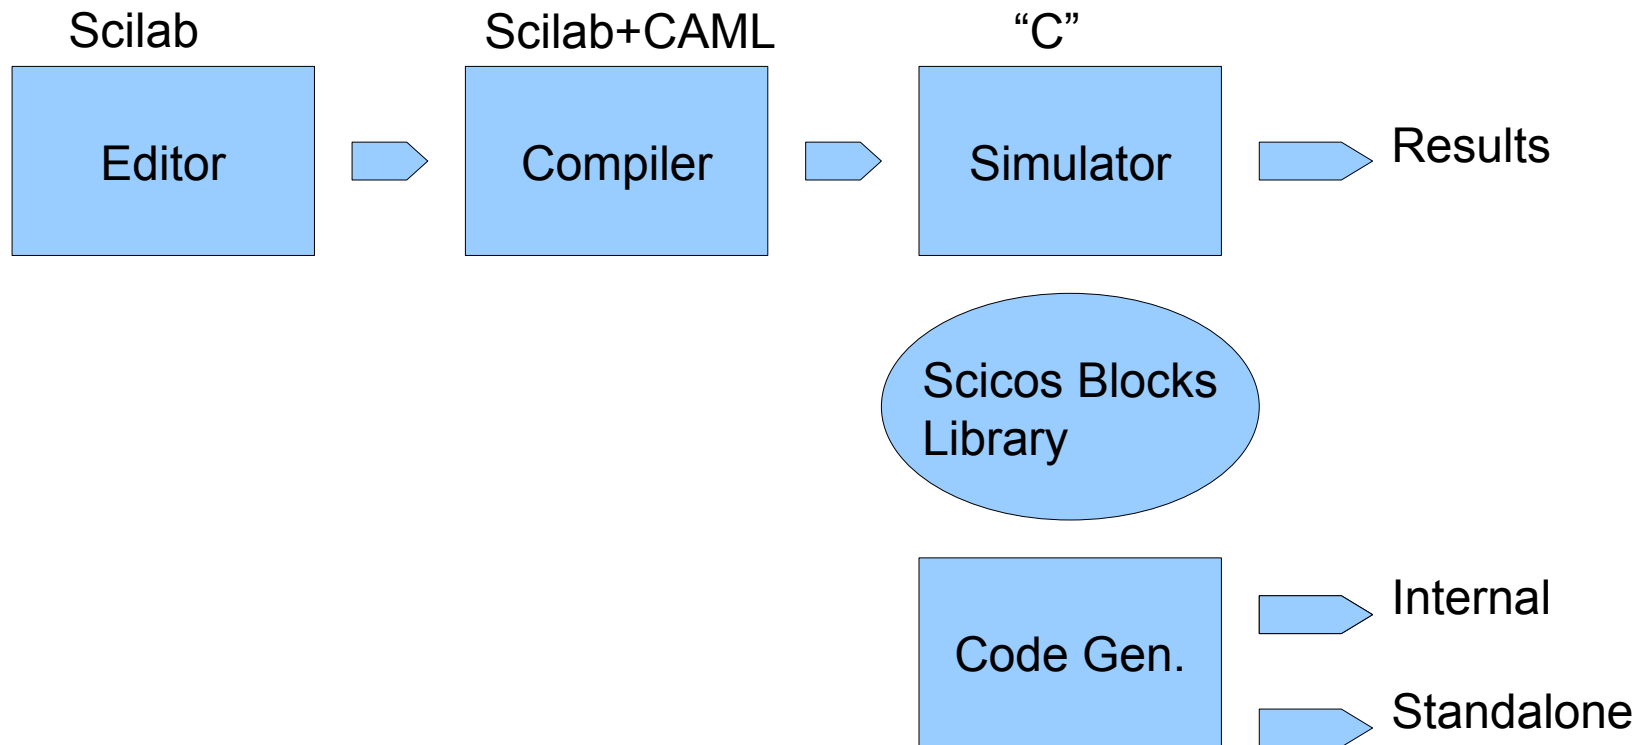 Scilab
Scilab+CAML
“C”
Editor
Compiler
Simulator
Results
Scicos Blocks
Library
Code Gen.
Internal
Standalone